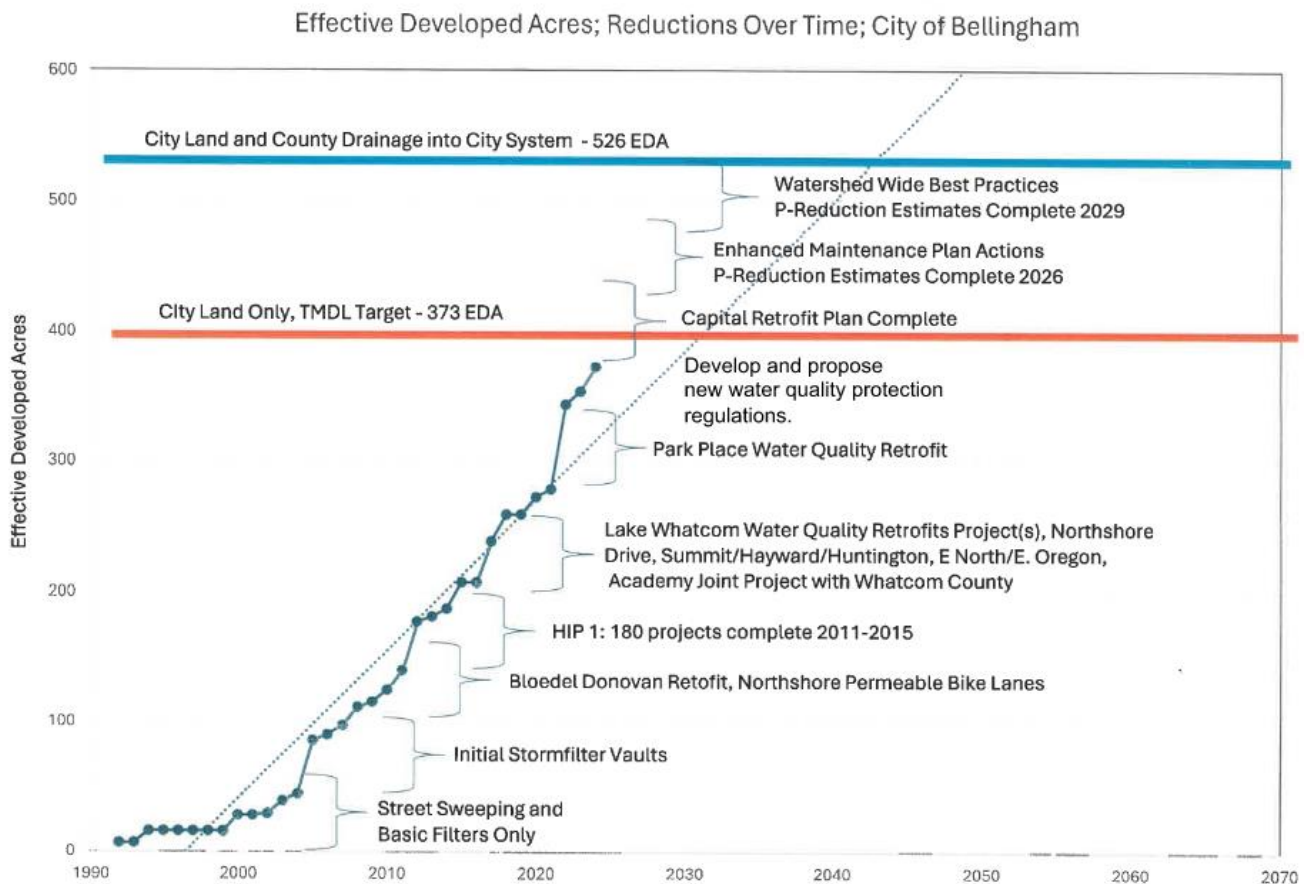 Effective Developed Acres; Reductions Over Time; City of Bellingham
600
City Land and County Drainage into City System - 526 EDA
Watershed Wide Best Practices
P-Reduction Estimates Complete 2029
500
Enhanced Maintenance Plan Actions
P-Reduction Estimates Complete 2026
City Land Only, TMDL Target - 373 EDA
Capital Retrofit Plan Complete
400
Develop and propose
new water quality protection
regulations.
Effective Developed Acres
Park Place Water Quality Retrofit
300
Lake Whatcom Water Quality Retrofits Project(s), Northshore
Drive, Summit/Hayward/Huntington, E North/E. Oregon,
Academy Joint Project with Whatcom County
200
HIP 1: 180 projects complete 2011-2015
Bloedel Donovan Retofit, Northshore Permeable Bike Lanes
100
Initial Stormfilter Vaults
Street Sweeping and
Basic Filters Only
0
1990 2000 2010 2020 2030 2040 2050 2060 2070